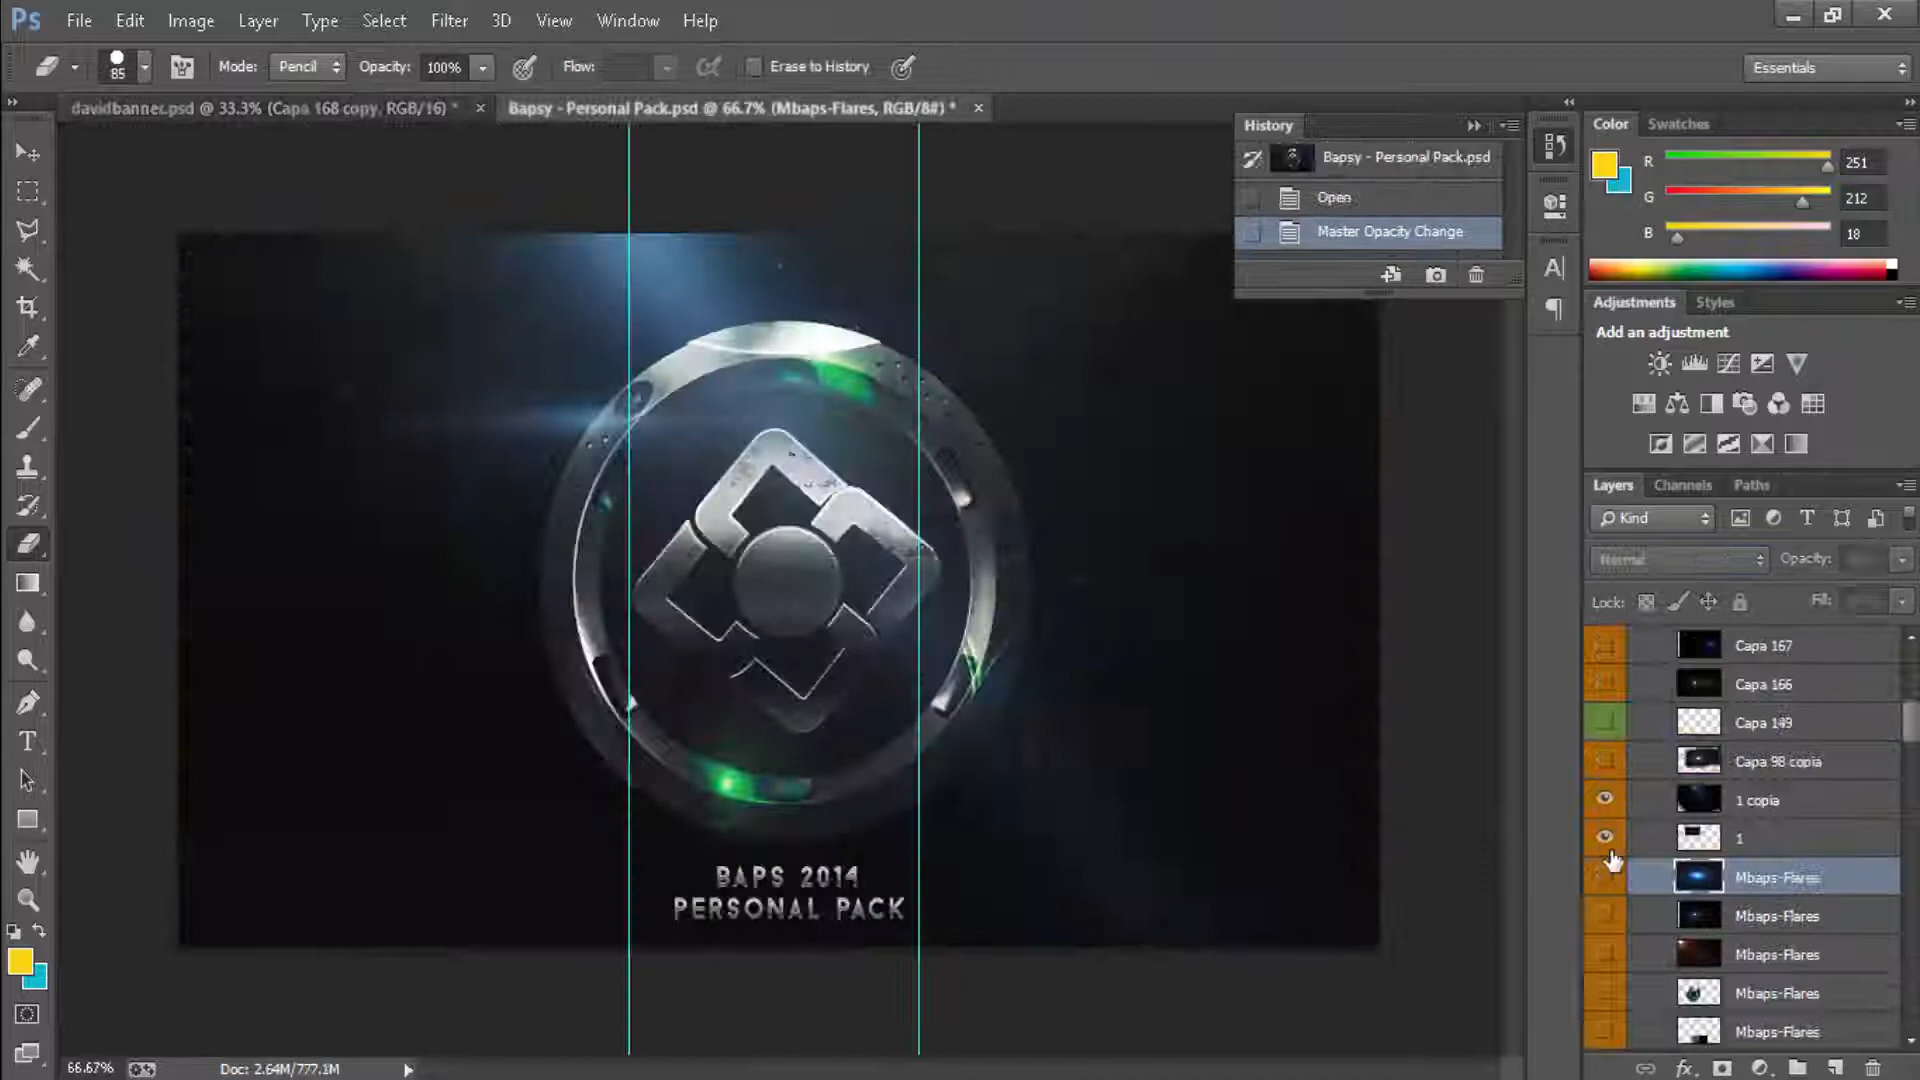 Ps File Edit Image Layer Type Select Filter 3D View Window Help
85 Mode: Pencil Opacity: 100% Flow: Erase to History Essentials
davidbanner.psd @ 33.3% (Capa 168 copy, RGB/16) * Bapsy - Personal Pack.psd @ 66.7% (Mbaps-Flares, RGB/8#) *
History
Bapsy - Personal Pack.psd
Open
Master Opacity Change
Color Swatches
R 251
G 212
B 18
Adjustments Styles
Add an adjustment
Layers Channels Paths
Kind
Normal Opacity:
Lock: Fill:
Capa 167
Capa 166
Capa 149
Capa 98 copia
1 copia
1
Mbaps-Flares
Mbaps-Flares
Mbaps-Flares
Mbaps-Flares
Mbaps-Flares
BAPS 2014
PERSONAL PACK
66.67% Doc: 2.64M/777.1M